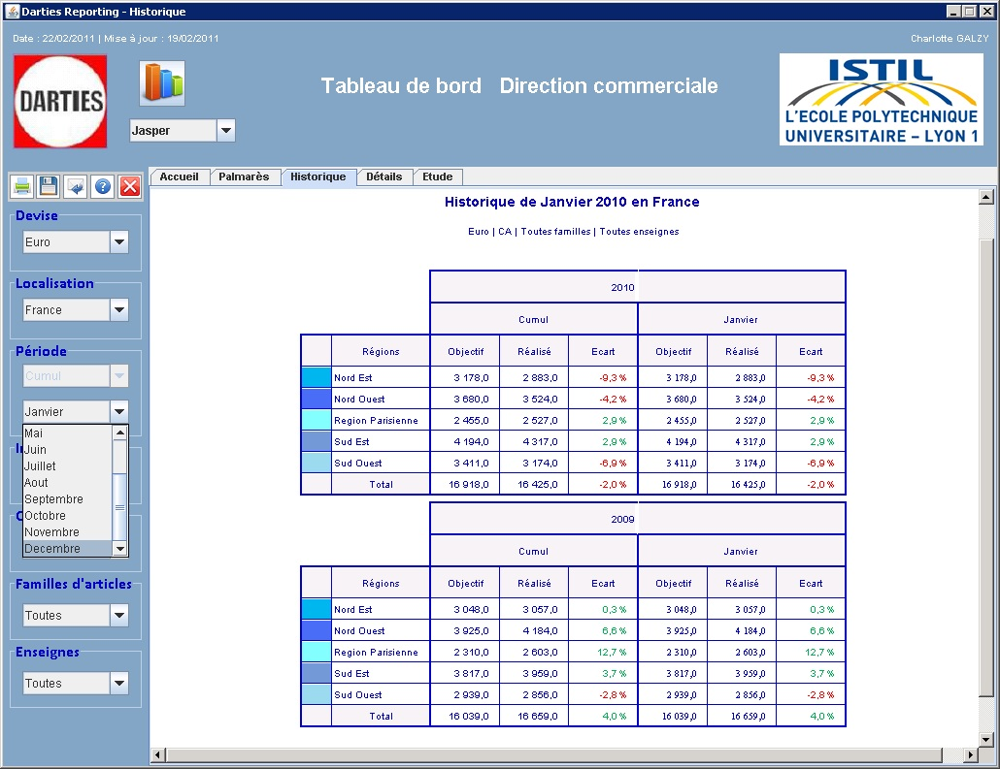 Darties Reporting - Historique
Date : 22/02/2011 | Mise à jour : 19/02/2011
Charlotte GALZY
DARTIES
Jasper
Tableau de bord Direction commerciale
ISTIL
L'ECOLE POLYTECHNIQUE
UNIVERSITAIRE – LYON 1
Accueil Palmarès Historique Détails Etude
Devise
Euro
Localisation
France
Période
Cumul
Janvier
Mai
Juin
Juillet
Aout
Septembre
Octobre
Novembre
Decembre
Familles d'articles
Toutes
Enseignes
Toutes
Historique de Janvier 2010 en France
Euro | CA | Toutes familles | Toutes enseignes
2010
Cumul Janvier
Régions Objectif Réalisé Ecart Objectif Réalisé Ecart
Nord Est 3 178,0 2 883,0 -9,3 % 3 178,0 2 883,0 -9,3 %
Nord Ouest 3 680,0 3 524,0 -4,2 % 3 680,0 3 524,0 -4,2 %
Region Parisienne 2 455,0 2 527,0 2,9 % 2 455,0 2 527,0 2,9 %
Sud Est 4 194,0 4 317,0 2,9 % 4 194,0 4 317,0 2,9 %
Sud Ouest 3 411,0 3 174,0 -6,9 % 3 411,0 3 174,0 -6,9 %
Total 16 918,0 16 425,0 -2,0 % 16 918,0 16 425,0 -2,0 %
2009
Cumul Janvier
Régions Objectif Réalisé Ecart Objectif Réalisé Ecart
Nord Est 3 048,0 3 057,0 0,3 % 3 048,0 3 057,0 0,3 %
Nord Ouest 3 925,0 4 184,0 6,6 % 3 925,0 4 184,0 6,6 %
Region Parisienne 2 310,0 2 603,0 12,7 % 2 310,0 2 603,0 12,7 %
Sud Est 3 817,0 3 959,0 3,7 % 3 817,0 3 959,0 3,7 %
Sud Ouest 2 939,0 2 856,0 -2,8 % 2 939,0 2 856,0 -2,8 %
Total 16 039,0 16 659,0 4,0 % 16 039,0 16 659,0 4,0 %